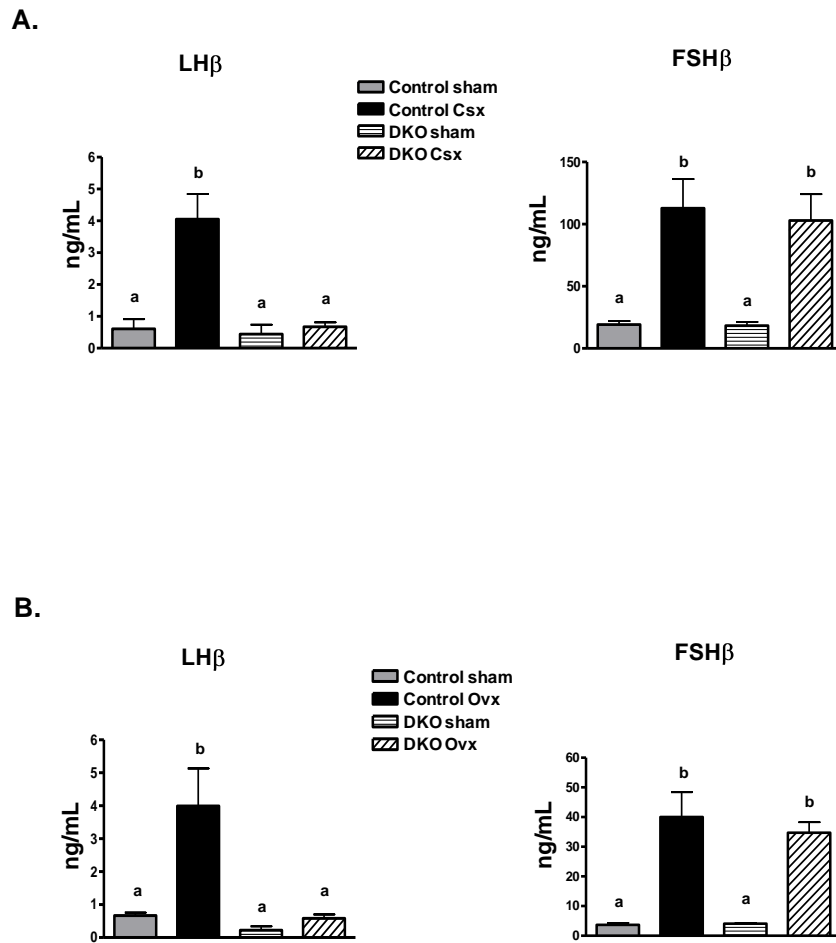 A.
LHβ
FSHβ
Control sham
Control Csx
DKO sham
DKO Csx
6
5
4
3
2
1
0
ng/mL
a
b
a
a
150
100
50
0
ng/mL
a
b
a
b
B.
LHβ
FSHβ
Control sham
Control Ovx
DKO sham
DKO Ovx
6
5
4
3
2
1
0
ng/mL
a
b
a
a
60
50
40
30
20
10
0
ng/mL
a
b
a
b